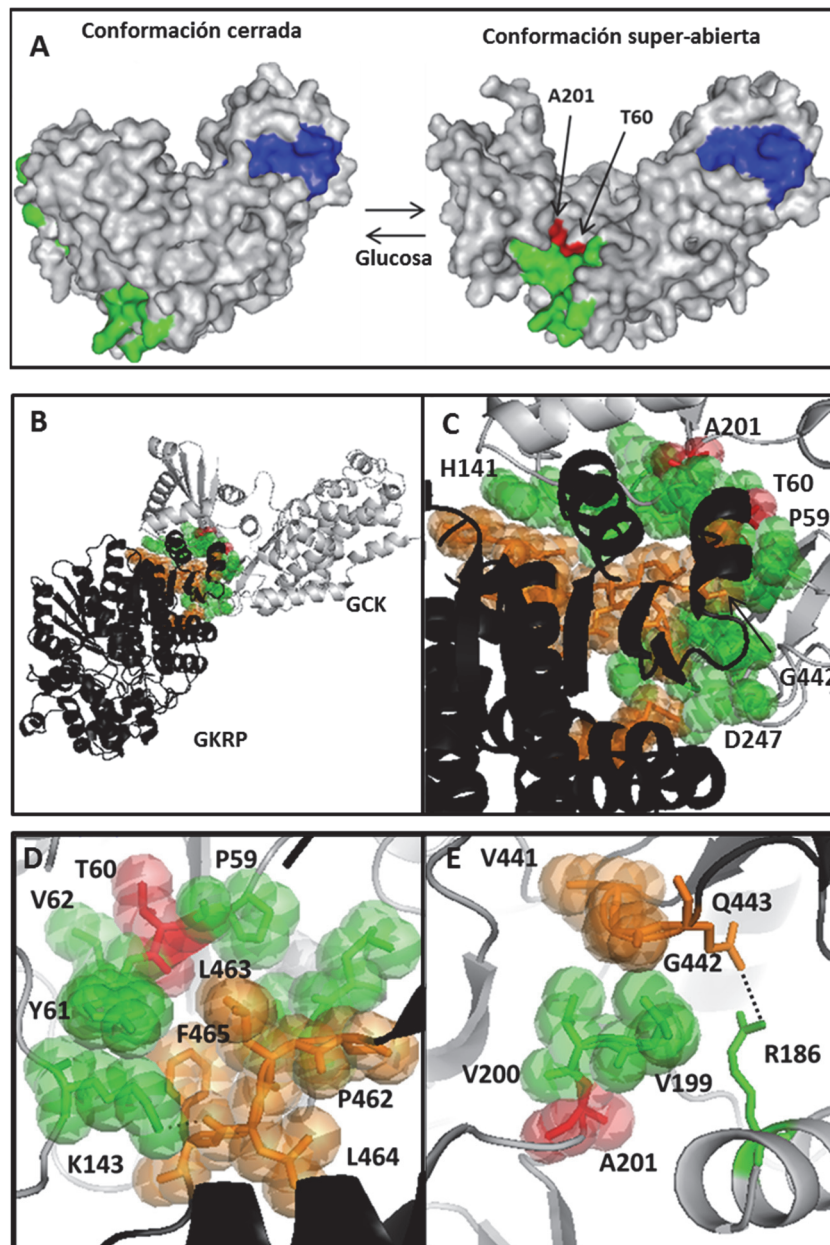 A
Conformación cerrada
Conformación super-abierta
A201
T60
Glucosa
B
GCK
GKRP
C
A201
H141
T60
P59
G442
D247
D
T60
P59
V62
L463
Y61
F465
P462
K143
L464
E
V441
Q443
G442
R186
V200
V199
A201